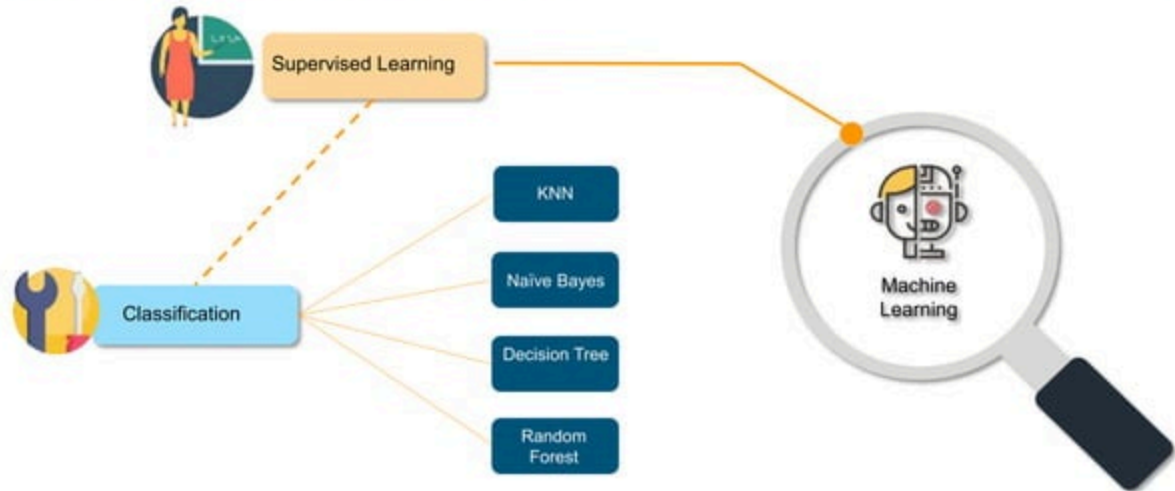 Supervised Learning
KNN
Naïve Bayes
Classification
Decision Tree
Random
Forest
Machine
Learning